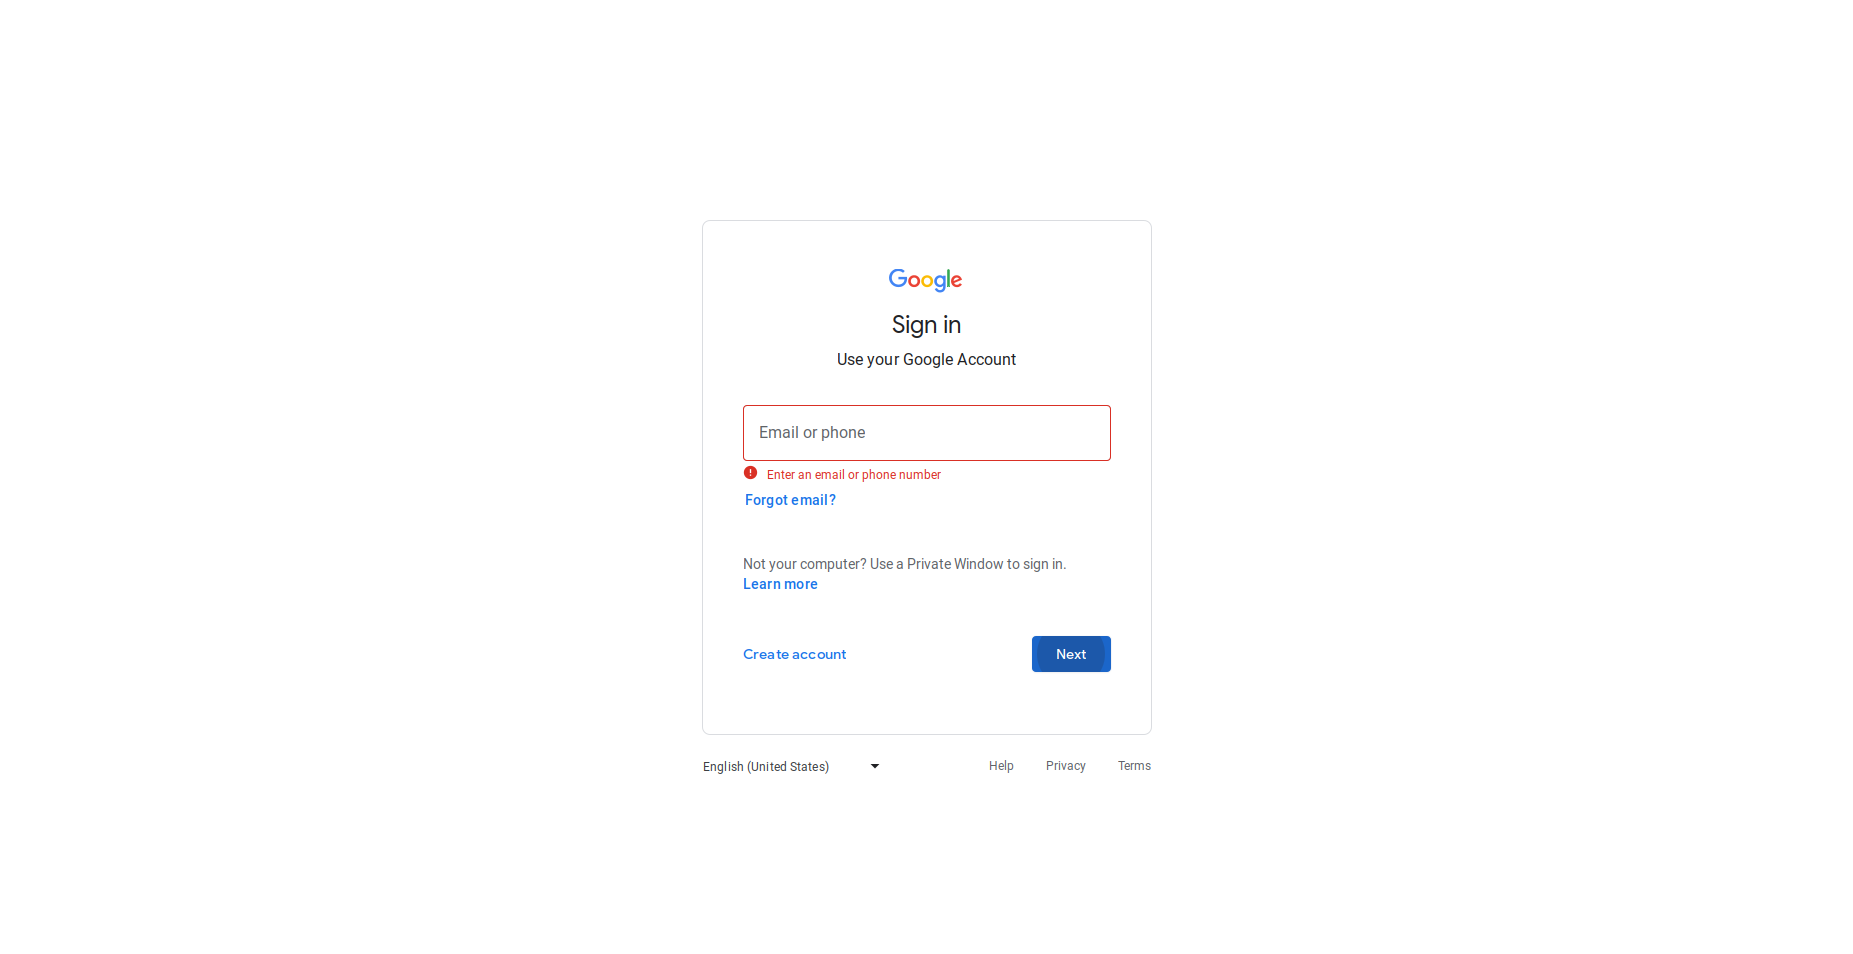 Google
Sign in
Use your Google Account
Email or phone
Enter an email or phone number
Forgot email?
Not your computer? Use a Private Window to sign in.
Learn more
Create account
Next
English (United States)
Help
Privacy
Terms